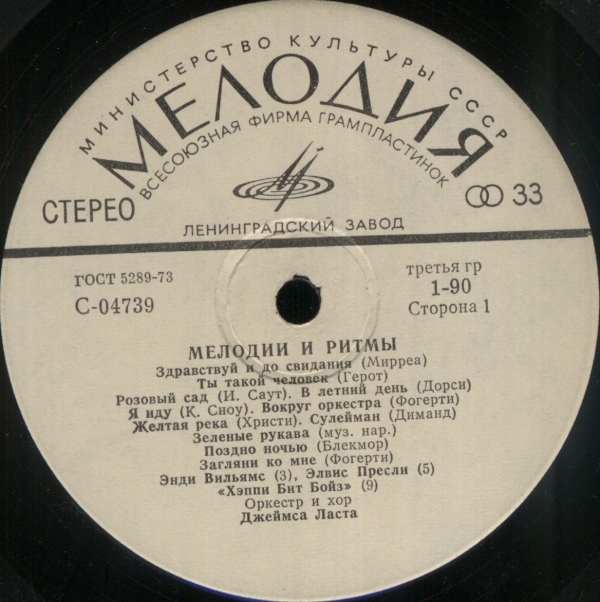 МИНИСТЕРСТВО КУЛЬТУРЫ СССР
МЕЛОДИЯ
ВСЕСОЮЗНАЯ ФИРМА ГРАМПЛАСТИНОК
СТЕРЕО
33
ЛЕНИНГРАДСКИЙ ЗАВОД
ГОСТ 5289-73
С-04739
третья гр
1-90
Сторона 1
МЕЛОДИИ И РИТМЫ
Здравствуй и до свидания (Миррea)
Ты такой человек (Герот)
Розовый сад (И. Саут). В летний день (Дорси)
Я иду (К. Сноу). Вокруг оркестра (Фогерти)
Желтая река (Христи). Сулейман (Диманд)
Зеленые рукава (муз. нар.)
Поздно ночью (Блекмор)
Загляни ко мне (Фогерти)
Энди Вильямс (3), Элвис Пресли (5)
«Хэппи Бит Бойз» (9)
Оркестр и хор
Джеймса Ласта